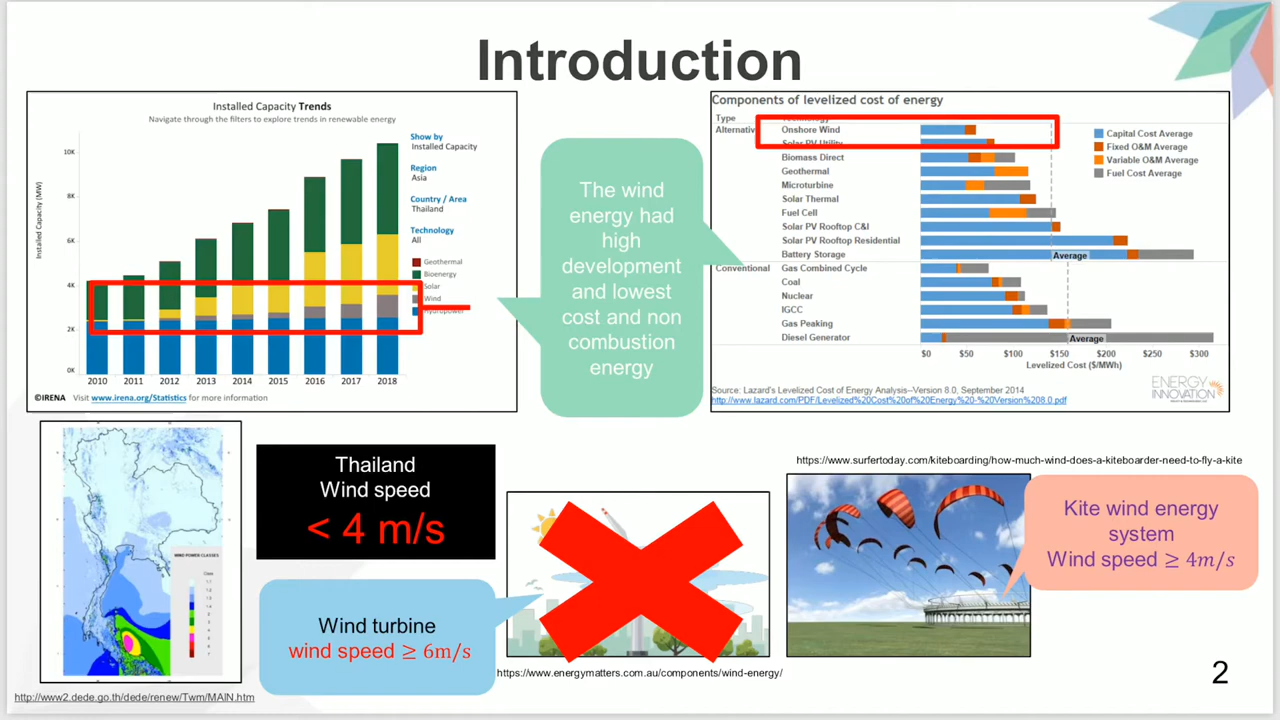 Introduction
Installed Capacity Trends
Navigate through the filters to explore trends in renewable energy
Installed Capacity (MW)
10K
8K
6K
4K
2K
0K
2010 2011 2012 2013 2014 2015 2016 2017 2018
Show by
Installed Capacity
Region
Asia
Country / Area
Thailand
Technology
All
Geothermal
Bioenergy
Solar
Wind
Hydropower
©IRENA Visit www.irena.org/Statistics for more information
The wind
energy had
high
development
and lowest
cost and non
combustion
energy
Components of levelized cost of energy
Type
Alternative
Onshore Wind
Solar PV Utility
Biomass Direct
Geothermal
Microturbine
Solar Thermal
Fuel Cell
Solar PV Rooftop C&I
Solar PV Rooftop Residential
Battery Storage
Average
Conventional
Gas Combined Cycle
Coal
Nuclear
IGCC
Gas Peaking
Diesel Generator
Average
Capital Cost Average
Fixed O&M Average
Variable O&M Average
Fuel Cost Average
$0 $50 $100 $150 $200 $250 $300
Levelized Cost ($/MWh)
Source: Lazard's Levelized Cost of Energy Analysis--Version 8.0, September 2014
http://www.lazard.com/PDF/Levelized%20Cost%20of%20Energy%20-%20Version%208.0.pdf
ENERGY
INNOVATION
WIND POWER CLASSES
Class
http://www2.dede.go.th/dede/renew/Twm/MAIN.htm
Thailand
Wind speed
< 4 m/s
Wind turbine
wind speed ≥ 6m/s
https://www.energymatters.com.au/components/wind-energy/
https://www.surfertoday.com/kiteboarding/how-much-wind-does-a-kiteboarder-need-to-fly-a-kite
Kite wind energy
system
Wind speed ≥ 4m/s
2